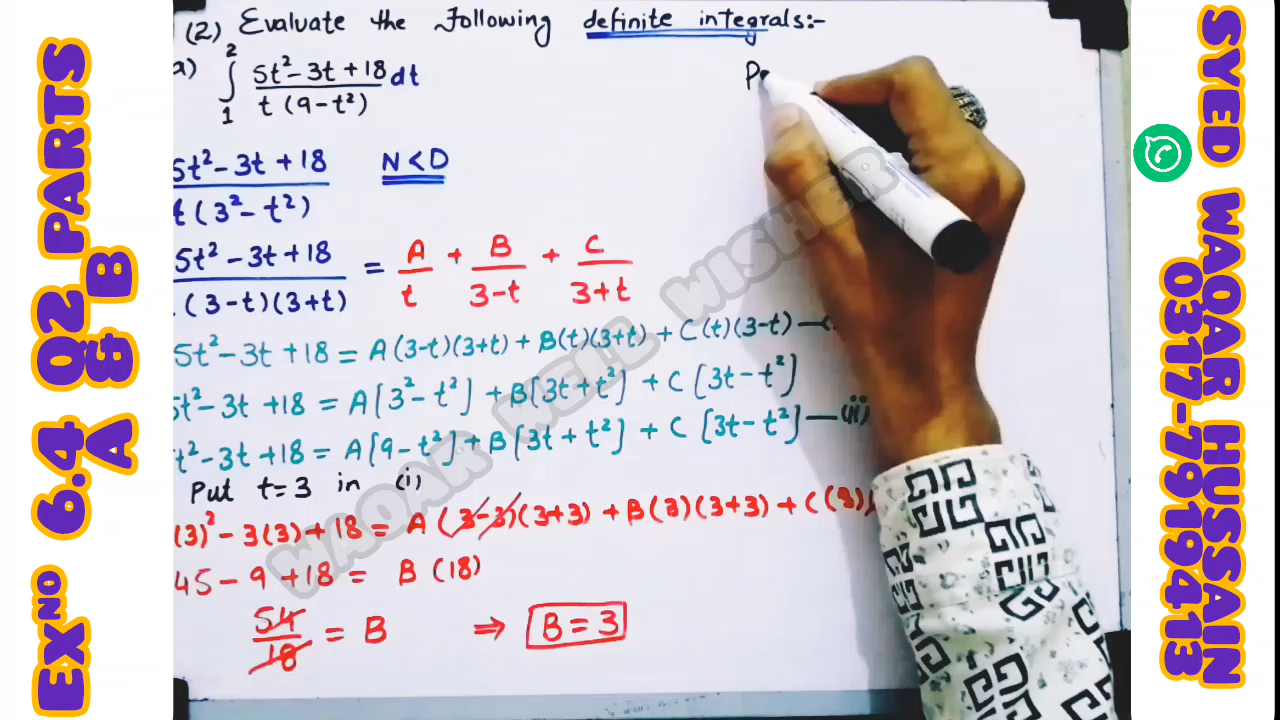 (2) Evaluate the Following definite integrals:-
a) ∫₁² (5t² - 3t + 18) / (t (9 - t²)) dt
5t² - 3t + 18 / t (3² - t²) N < D
5t² - 3t + 18 / (3-t)(3+t) = A/t + B/(3-t) + C/(3+t)
5t² - 3t + 18 = A (3-t)(3+t) + B(t)(3+t) + C(t)(3-t) —(
5t² - 3t + 18 = A[3² - t²] + B[3t + t²] + C [3t - t²]
t² - 3t + 18 = A[9 - t²] + B[3t + t²] + C [3t - t²] —(ii)
Put t = 3 in (i)
(3)² - 3(3) + 18 = A (3-3)(3+3) + B(3)(3+3) + C(3)
45 - 9 + 18 = B (18)
54/18 = B ⇒ B = 3
EX NO 6.4 Q2 PARTS
A & B
SYED WAQAR HUSSAIN
0317-7919413
WAQAR WELL WISHER